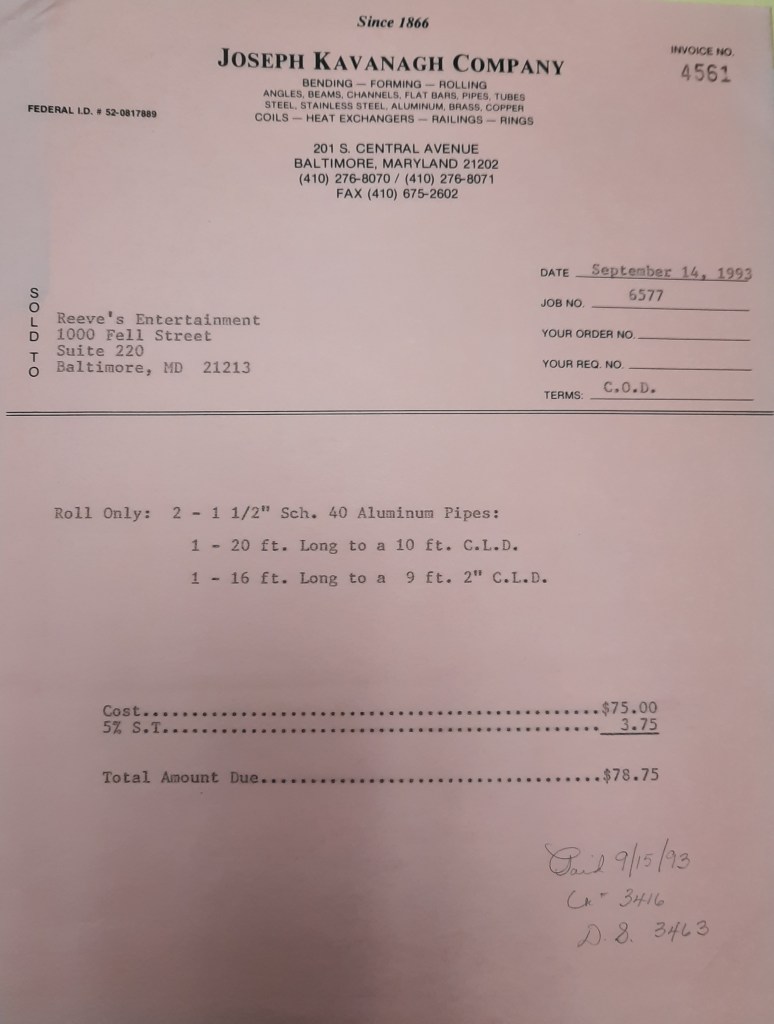 Since 1866
JOSEPH KAVANAGH COMPANY
BENDING — FORMING — ROLLING
ANGLES, BEAMS, CHANNELS, FLAT BARS, PIPES, TUBES
STEEL, STAINLESS STEEL, ALUMINUM, BRASS, COPPER
COILS — HEAT EXCHANGERS — RAILINGS — RINGS
INVOICE NO.
4561
FEDERAL I.D. # 52-0817889
201 S. CENTRAL AVENUE
BALTIMORE, MARYLAND 21202
(410) 276-8070 / (410) 276-8071
FAX (410) 675-2602
DATE September 14, 1993
JOB NO. 6577
YOUR ORDER NO.
YOUR REQ. NO.
TERMS: C.O.D.
SOLD TO
Reeve's Entertainment
1000 Fell Street
Suite 220
Baltimore, MD 21213
Roll Only: 2 - 1 1/2" Sch. 40 Aluminum Pipes:
1 - 20 ft. Long to a 10 ft. C.L.D.
1 - 16 ft. Long to a 9 ft. 2" C.L.D.
Cost..............................................$75.00
5% S.T............................................ 3.75
Total Amount Due..................................$78.75
Paid 9/15/93
Ck- 3416
D.S. 3463